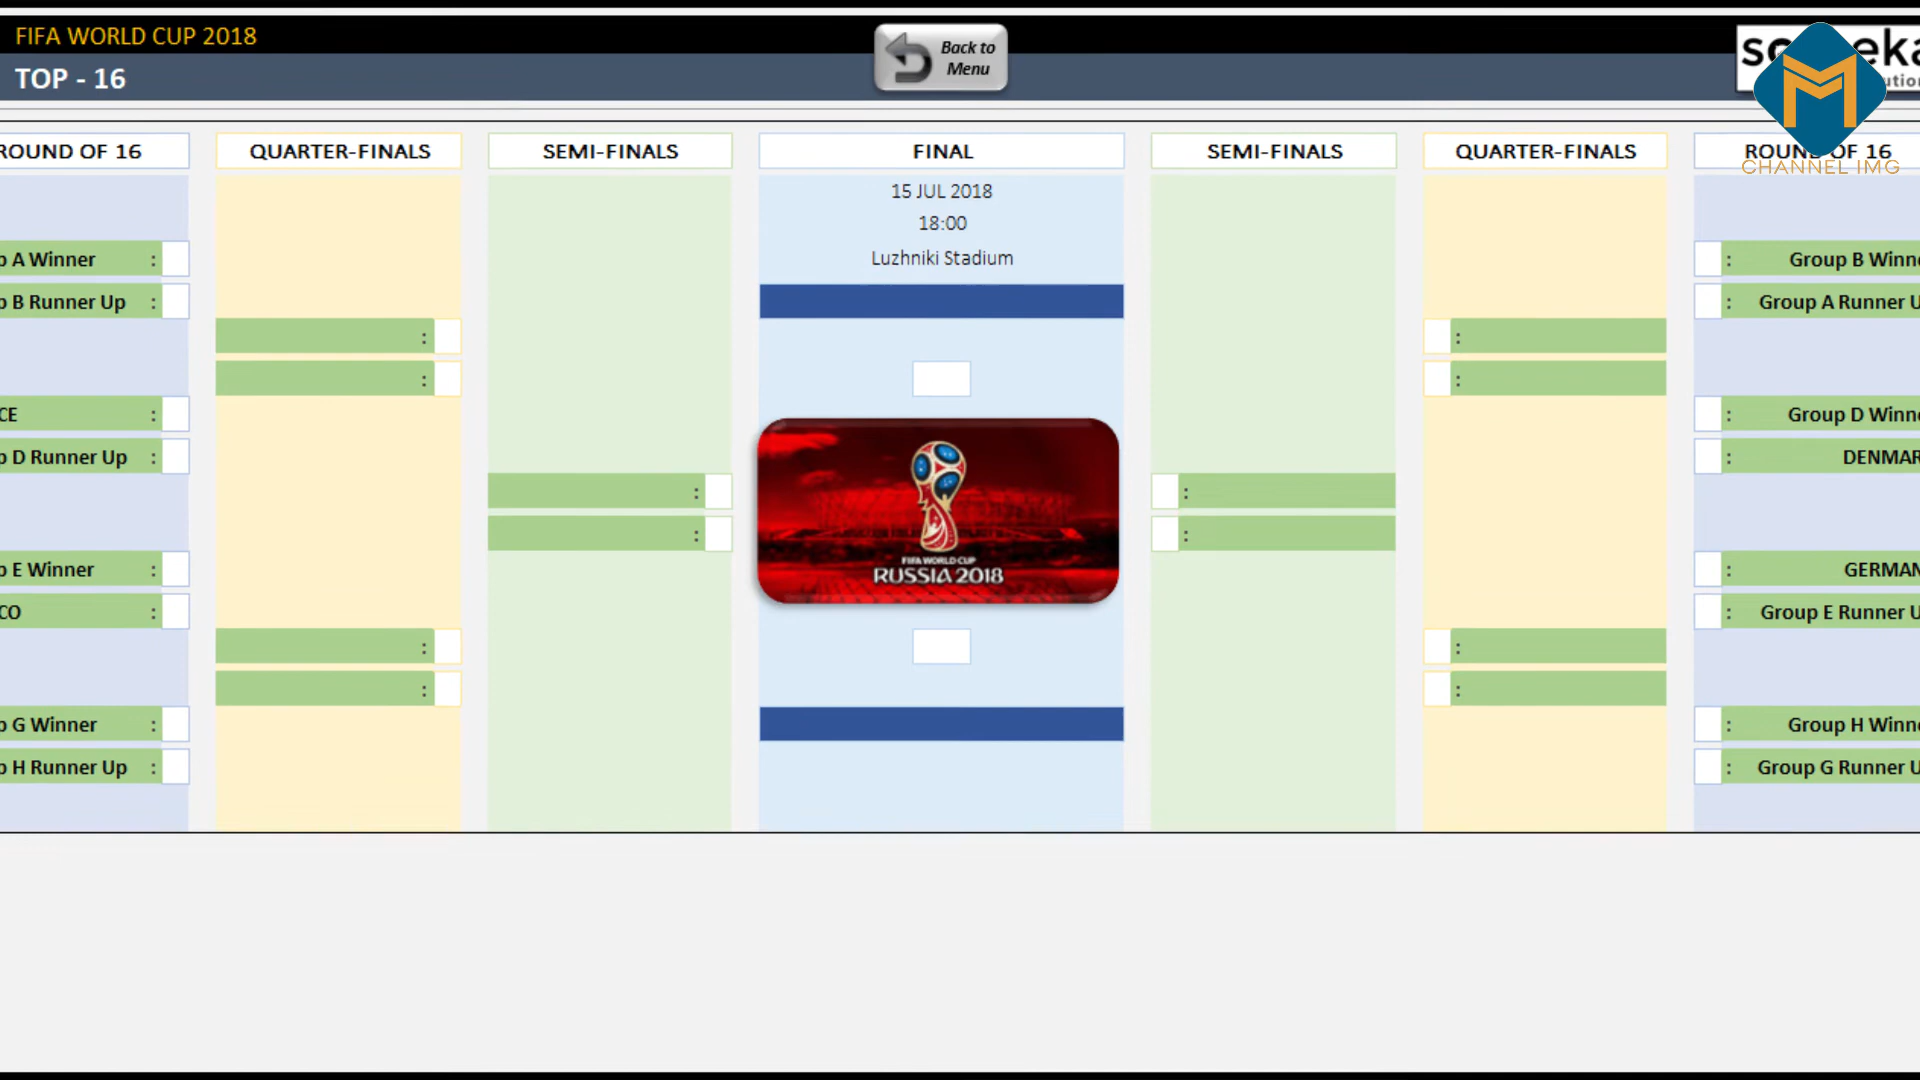 FIFA WORLD CUP 2018
TOP - 16
Back to
Menu
CHANNEL IMG
ROUND OF 16
QUARTER-FINALS
SEMI-FINALS
FINAL
SEMI-FINALS
QUARTER-FINALS
ROUND OF 16
15 JUL 2018
18:00
Luzhniki Stadium
A Winner :
B Runner Up :
: Group B
: Group A Runner
:
:
:
:
CE :
D Runner Up :
: Group D
: DENMAR
:
:
:
:
FIFA WORLD CUP
RUSSIA 2018
E Winner :
CO :
: GERMAN
: Group E Runner
:
:
:
:
G Winner :
H Runner Up :
: Group H
: Group G Runner